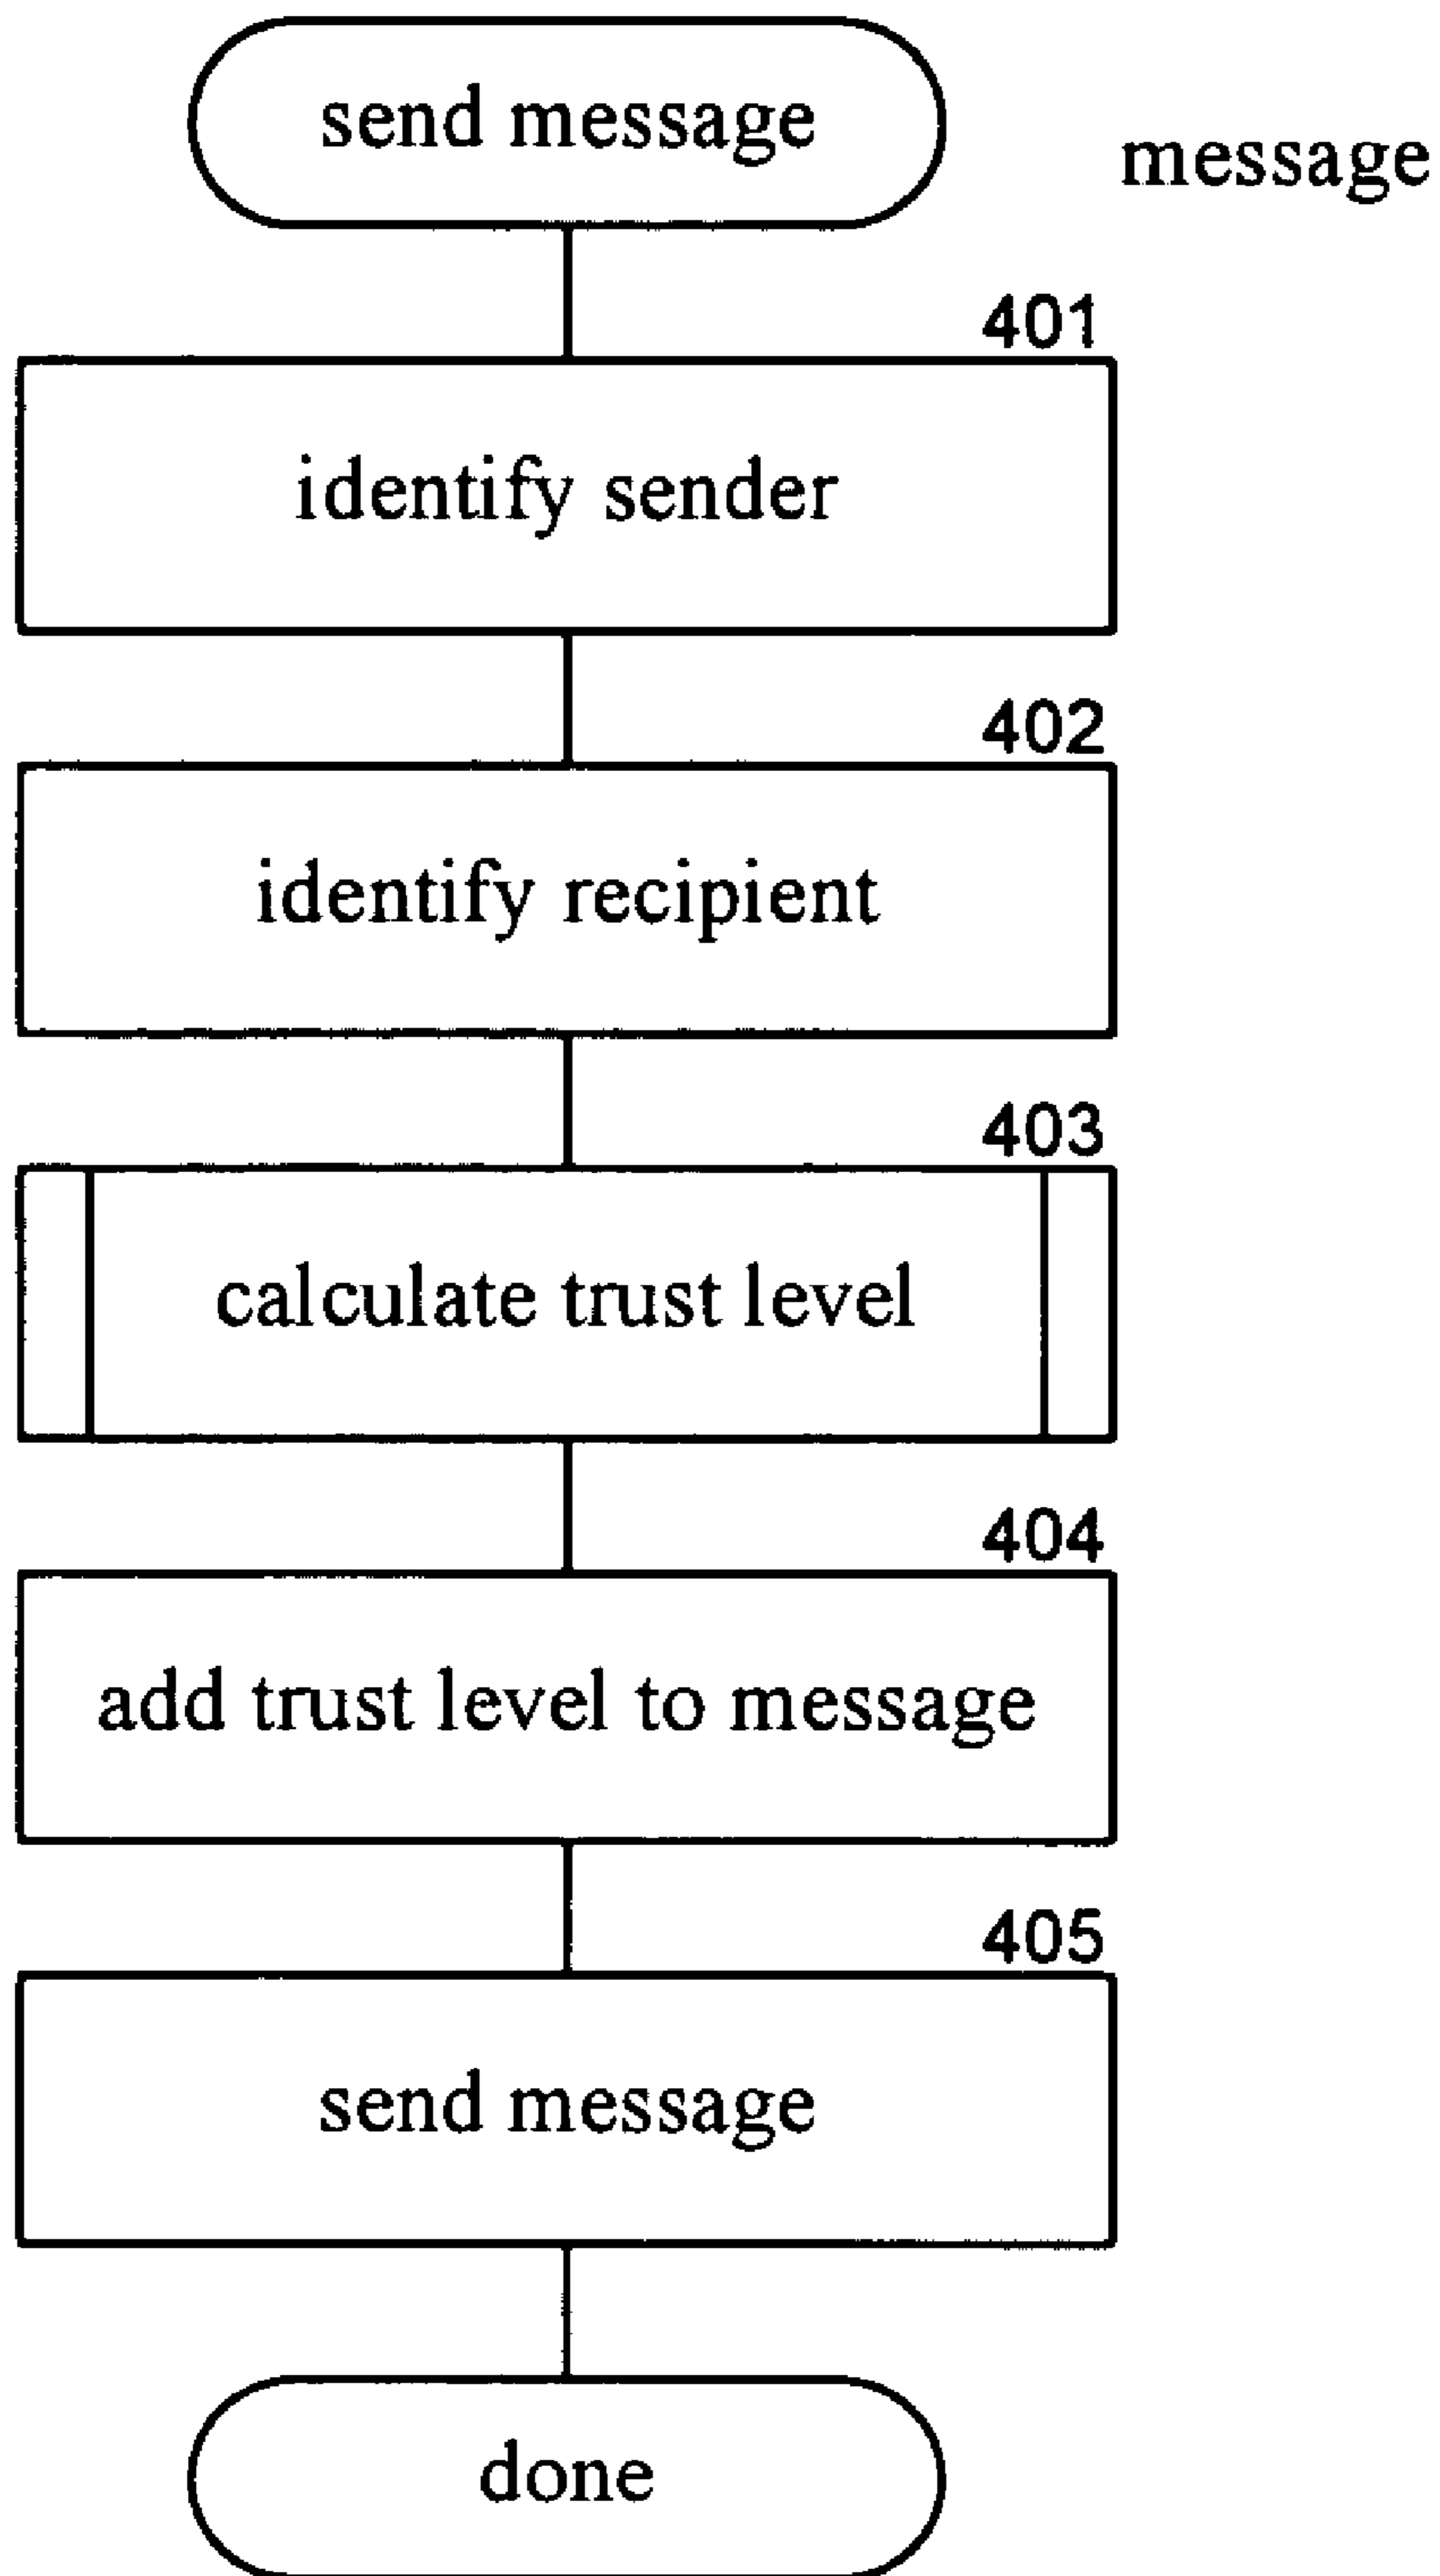 send message
message
401
identify sender
402
identify recipient
403
calculate trust level
404
add trust level to message
405
send message
done